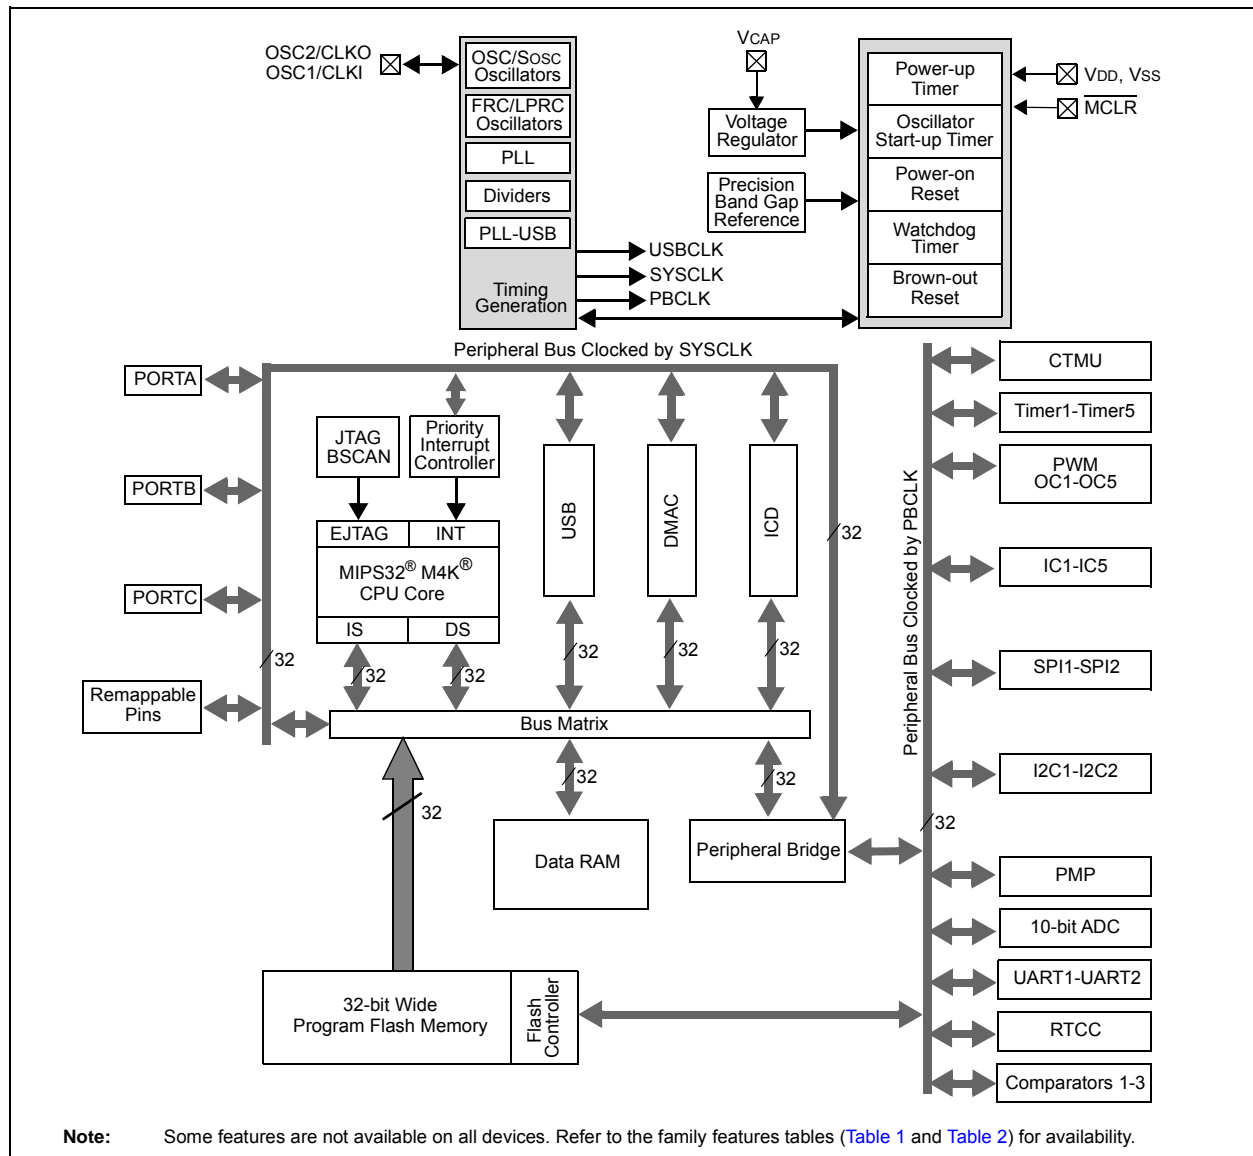 OSC2/CLKO
OSC1/CLKI
OSC/SOSC
Oscillators
FRC/LPRC
Oscillators
PLL
Dividers
PLL-USB
Timing
Generation
USBCLK
SYSCLK
PBCLK
VCAP
Voltage
Regulator
Precision
Band Gap
Reference
Power-up
Timer
Oscillator
Start-up Timer
Power-on
Reset
Watchdog
Timer
Brown-out
Reset
VDD, VSS
MCLR
Peripheral Bus Clocked by SYSCLK
PORTA
PORTB
PORTC
Remappable
Pins
32
JTAG
BSCAN
Priority
Interrupt
Controller
EJTAG
INT
MIPS32® M4K®
CPU Core
IS
DS
32
32
USB
32
DMAC
32
ICD
32
32
Bus Matrix
32
32
32
Data RAM
Peripheral Bridge
32-bit Wide
Program Flash Memory
Flash
Controller
Peripheral Bus Clocked by PBCLK
32
CTMU
Timer1-Timer5
PWM
OC1-OC5
IC1-IC5
SPI1-SPI2
I2C1-I2C2
PMP
10-bit ADC
UART1-UART2
RTCC
Comparators 1-3
Note: Some features are not available on all devices. Refer to the family features tables (Table 1 and Table 2) for availability.